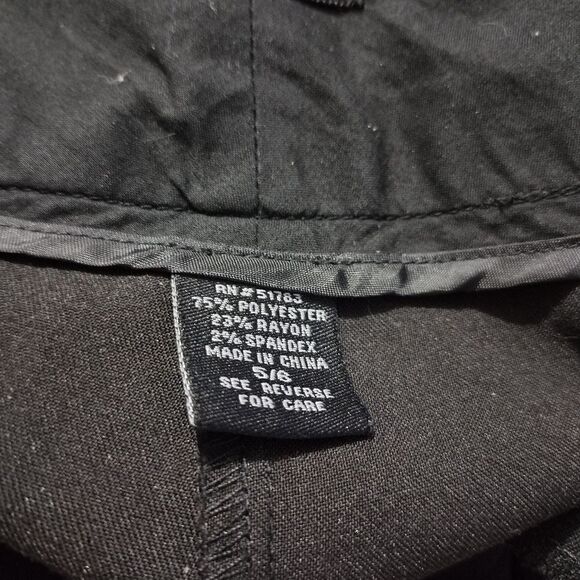 RN#51783
75% POLYESTER
23% RAYON
2% SPANDEX
MADE IN CHINA
5/6
SEE REVERSE
FOR CARE